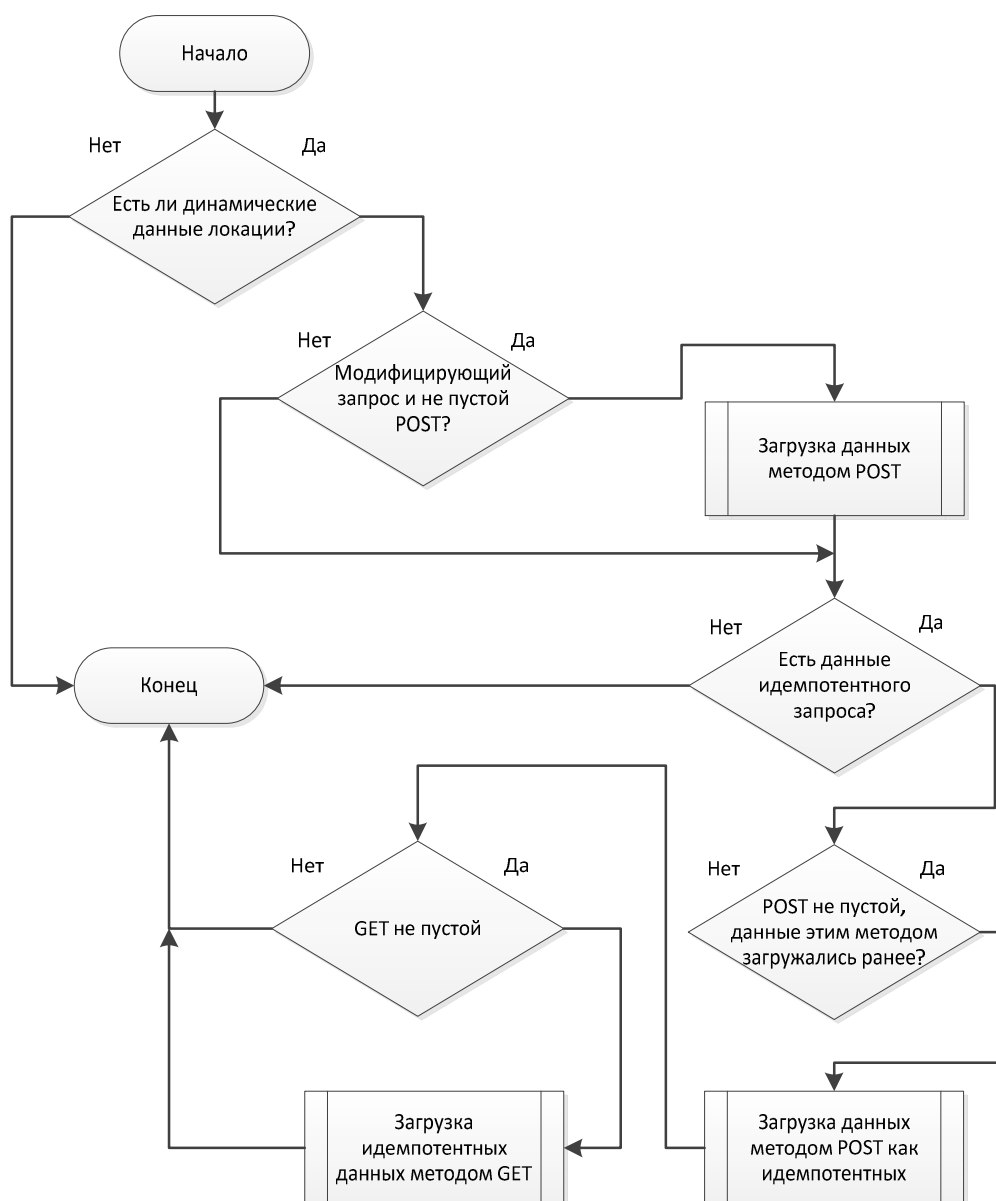 Начало
Нет
Да
Есть ли динамические
данные локации?
Нет
Да
Модифицирующий
запрос и не пустой
POST?
Загрузка данных
методом POST
Нет
Да
Есть данные
идемпотентного
запроса?
Конец
Нет
Да
GET не пустой
Нет
Да
POST не пустой,
данные этим методом
загружались ранее?
Загрузка
идемпотентных
данных методом GET
Загрузка данных
методом POST как
идемпотентных